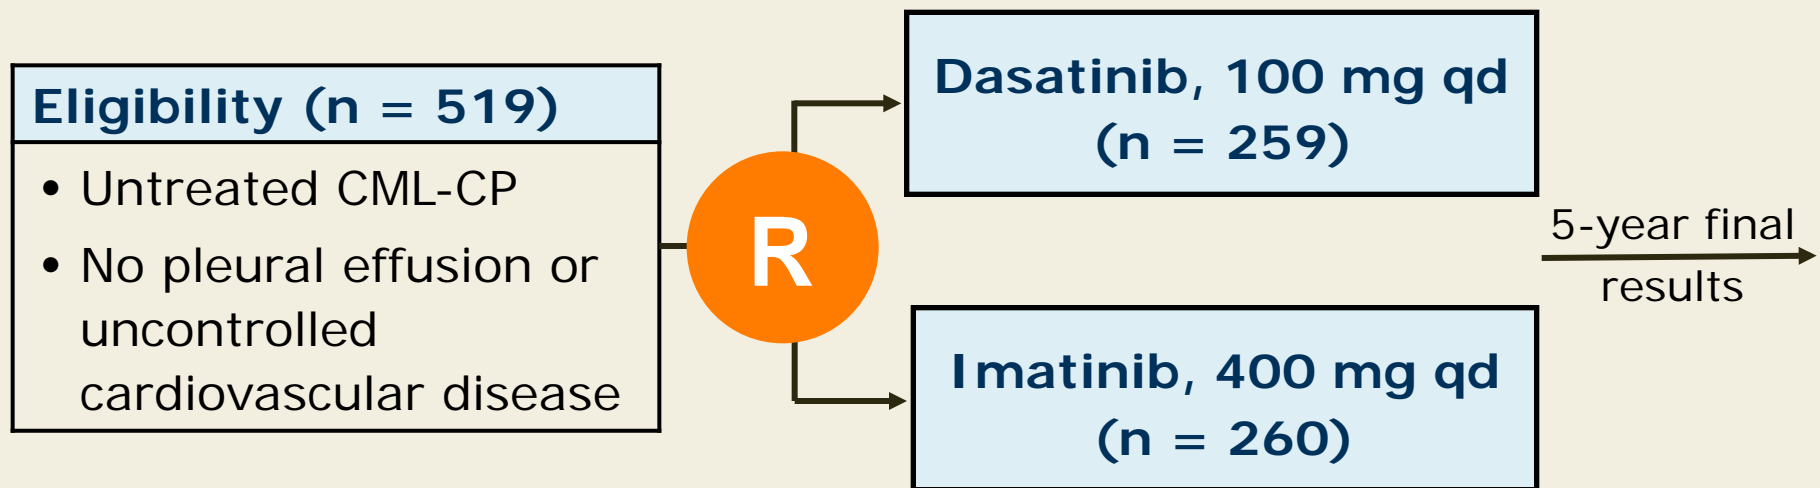 Eligibility (n = 519)
• Untreated CML-CP
• No pleural effusion or
uncontrolled
cardiovascular disease
R
Dasatinib, 100 mg qd
(n = 259)
Imatinib, 400 mg qd
(n = 260)
5-year final
results